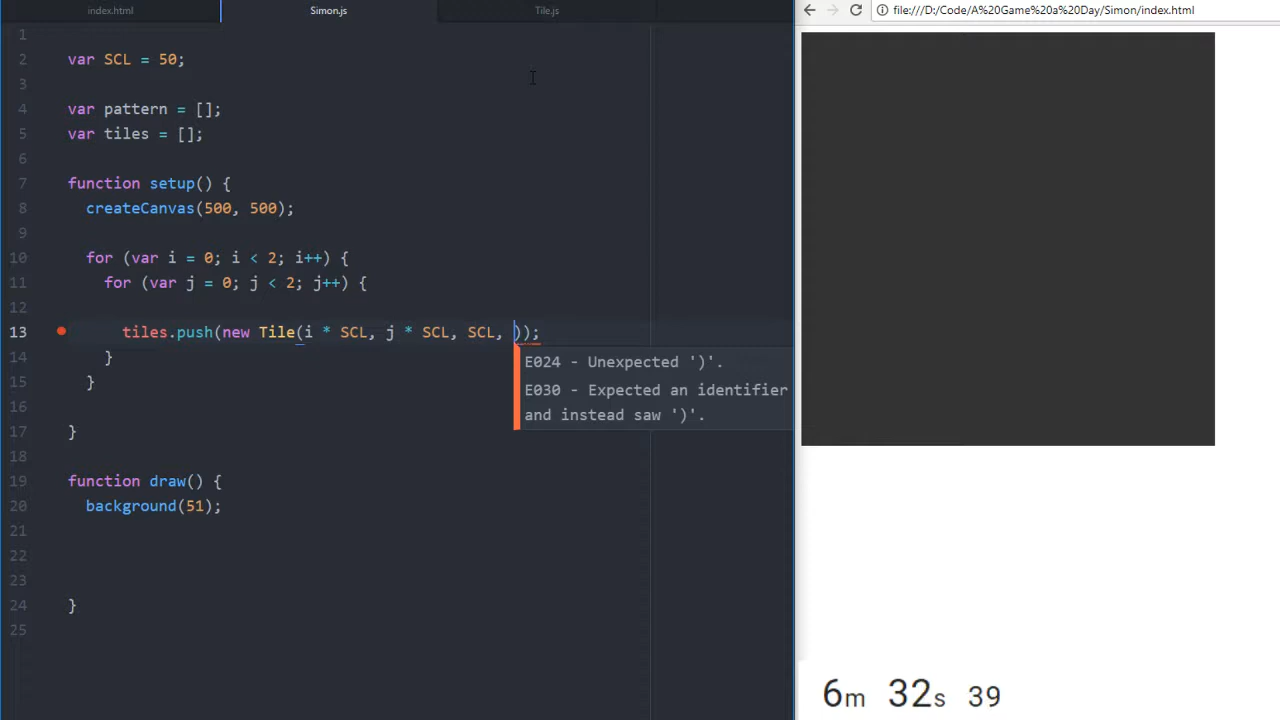 index.html
Simon.js
Tile.js
file:///D:/Code/A%20Game%20a%20Day/Simon/index.html
1
2 var SCL = 50;
3
4 var pattern = [];
5 var tiles = [];
6
7 function setup() {
8 createCanvas(500, 500);
9
10 for (var i = 0; i < 2; i++) {
11 for (var j = 0; j < 2; j++) {
12
13 tiles.push(new Tile(i * SCL, j * SCL, SCL, ));
E024 - Unexpected ')'.
E030 - Expected an identifier
and instead saw ')'.
14 }
15 }
16
17 }
18
19 function draw() {
20 background(51);
21
22
23
24 }
25
6m 32s 39